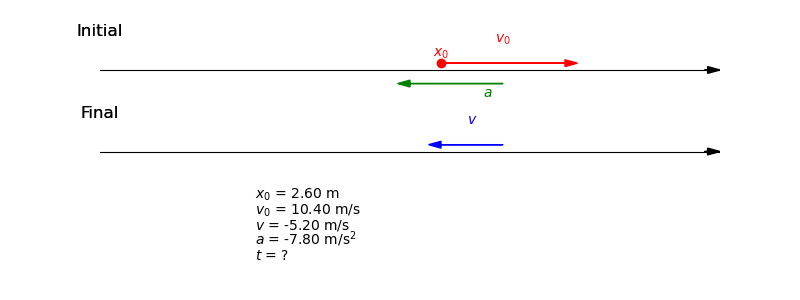 Initial
v₀
x₀
a
Final
v
x₀ = 2.60 m
v₀ = 10.40 m/s
v = -5.20 m/s
a = -7.80 m/s²
t = ?